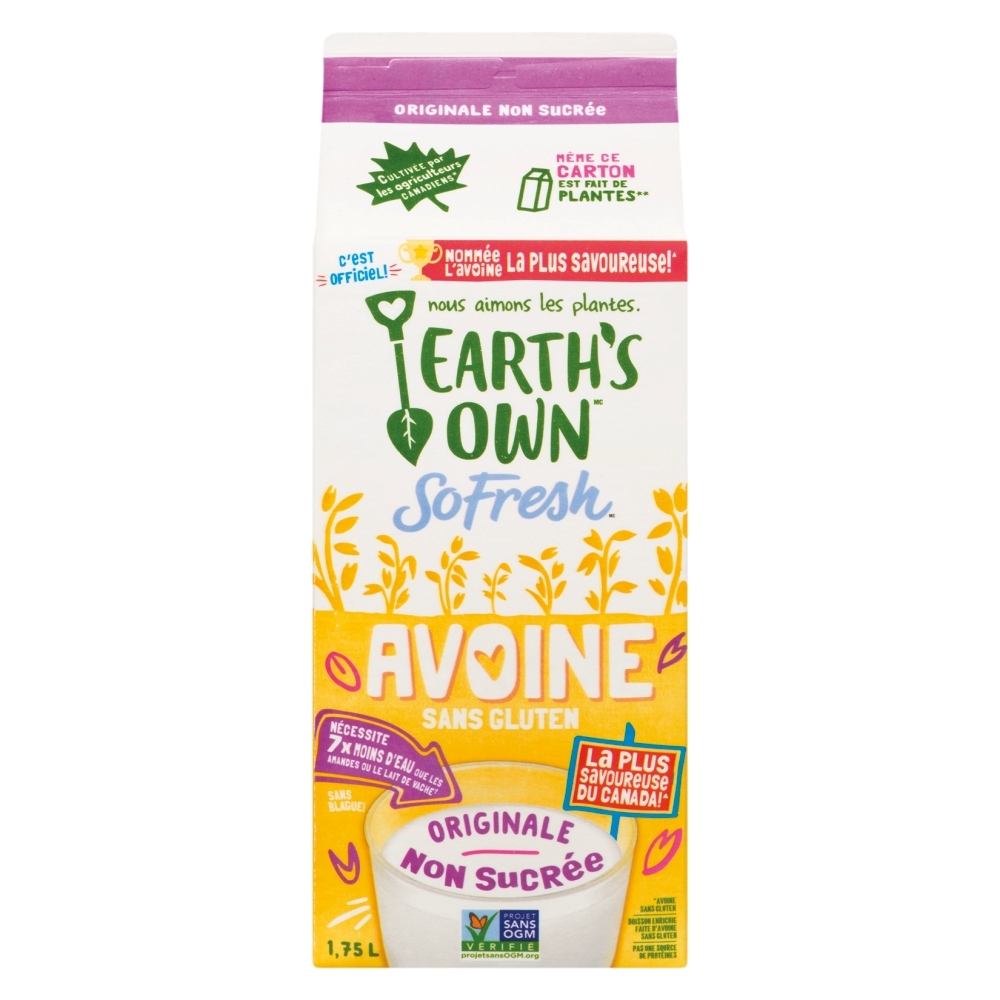 ORIGINALE NON SUCRÉE
CULTIVÉE par
les agriculteurs
CANADIENS*
MÊME CE
CARTON
EST FAIT DE
PLANTES**
C'EST
OFFICIEL!
NOMMÉE
L'AVOINE
LA PLUS SAVOUREUSE!^
nous aimons les plantes.
EARTH'S
OWN MC
SoFresh MC
AVOINE
SANS GLUTEN
NÉCESSITE
7x MOINS D'EAU QUE LES
AMANDES OU LE LAIT DE VACHE†
SANS
BLAGUE!
LA PLUS
SAVOUREUSE
DU CANADA!^
ORIGINALE
NON SUCRÉE
PROJET
SANS
OGM
VÉRIFIÉ
projetsansOGM.org
1,75 L
*AVOINE
SANS GLUTEN
BOISSON ENRICHIE
FAITE D'AVOINE
SANS GLUTEN
PAS UNE SOURCE
DE PROTÉINES